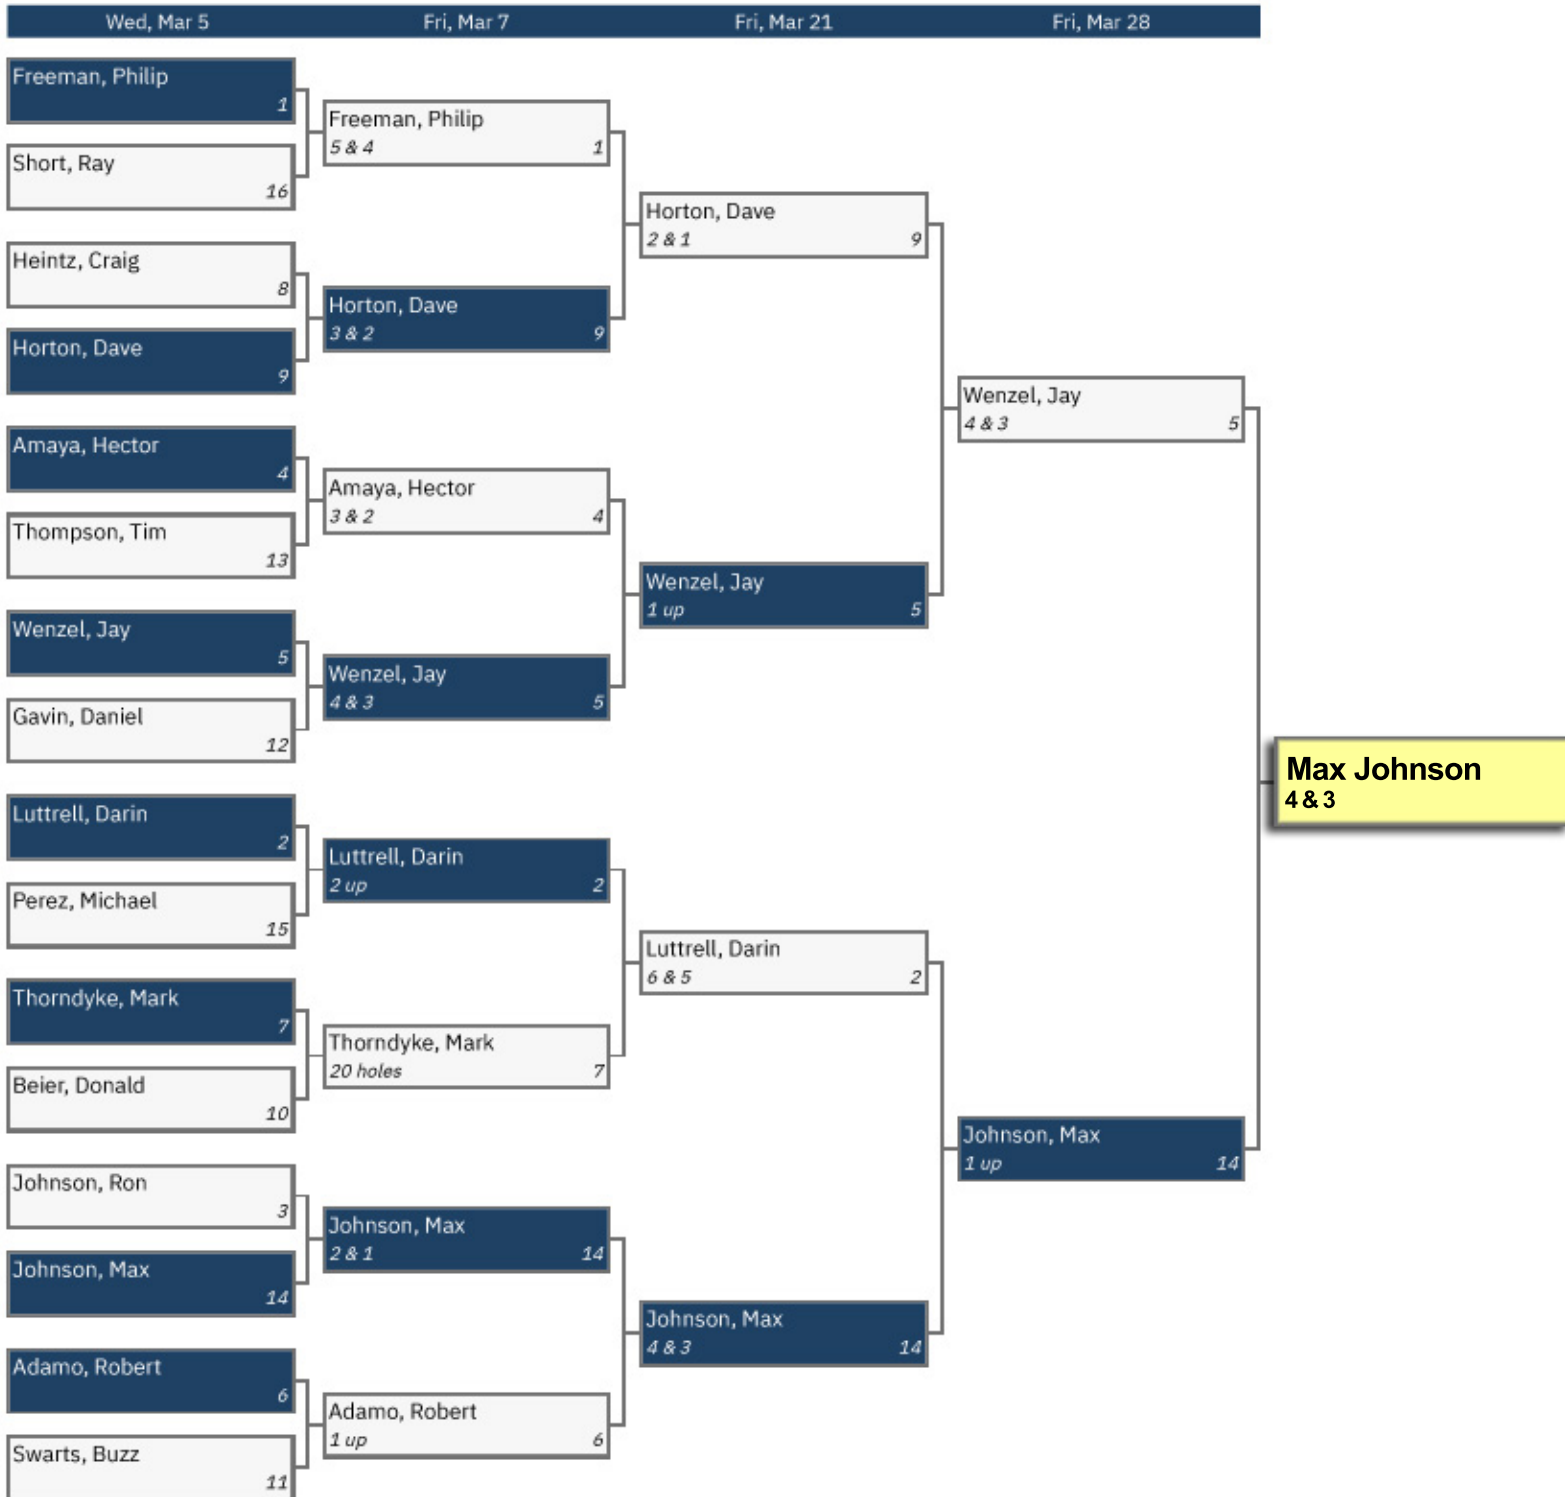 Wed, Mar 5
Fri, Mar 7
Fri, Mar 21
Fri, Mar 28
Freeman, Philip
1
Short, Ray
16
Heintz, Craig
8
Horton, Dave
9
Amaya, Hector
4
Thompson, Tim
13
Wenzel, Jay
5
Gavin, Daniel
12
Luttrell, Darin
2
Perez, Michael
15
Thorndyke, Mark
7
Beier, Donald
10
Johnson, Ron
3
Johnson, Max
14
Adamo, Robert
6
Swarts, Buzz
11
Freeman, Philip
5 & 4 1
Horton, Dave
3 & 2 9
Amaya, Hector
3 & 2 4
Wenzel, Jay
4 & 3 5
Luttrell, Darin
2 up 2
Thorndyke, Mark
20 holes 7
Johnson, Max
2 & 1 14
Adamo, Robert
1 up 6
Horton, Dave
2 & 1 9
Wenzel, Jay
1 up 5
Luttrell, Darin
6 & 5 2
Johnson, Max
4 & 3 14
Wenzel, Jay
4 & 3 5
Johnson, Max
1 up 14
Max Johnson
4 & 3